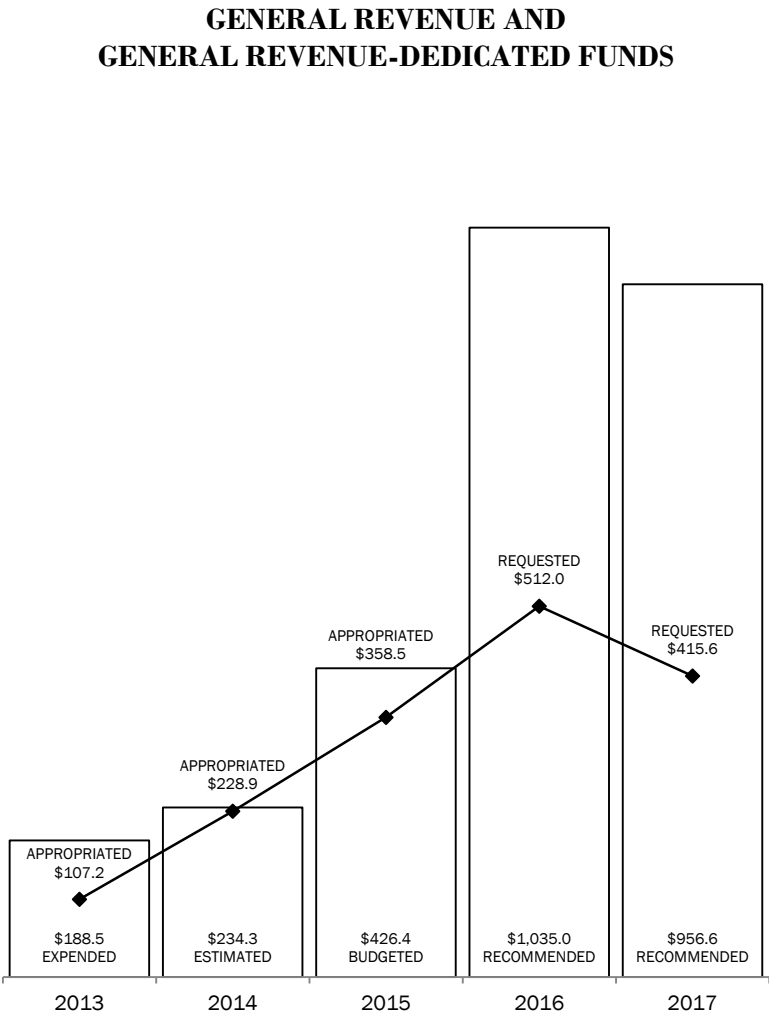 GENERAL REVENUE AND
GENERAL REVENUE-DEDICATED FUNDS
REQUESTED
$512.0
REQUESTED
$415.6
APPROPRIATED
$358.5
APPROPRIATED
$228.9
APPROPRIATED
$107.2
$188.5
EXPENDED
$234.3
ESTIMATED
$426.4
BUDGETED
$1,035.0
RECOMMENDED
$956.6
RECOMMENDED
2013
2014
2015
2016
2017